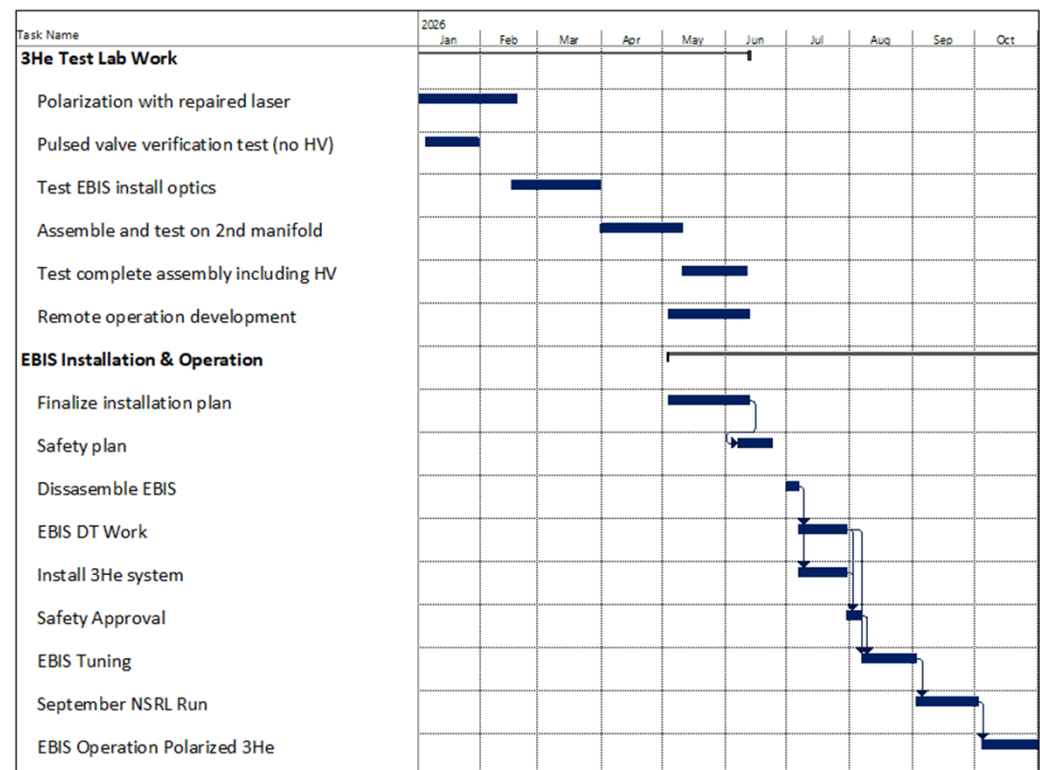 2026
Task Name
Jan Feb Mar Apr May Jun Jul Aug Sep Oct
3He Test Lab Work
Polarization with repaired laser
Pulsed valve verification test (no HV)
Test EBIS install optics
Assemble and test on 2nd manifold
Test complete assembly including HV
Remote operation development
EBIS Installation & Operation
Finalize installation plan
Safety plan
Dissasemble EBIS
EBIS DT Work
Install 3He system
Safety Approval
EBIS Tuning
September NSRL Run
EBIS Operation Polarized 3He